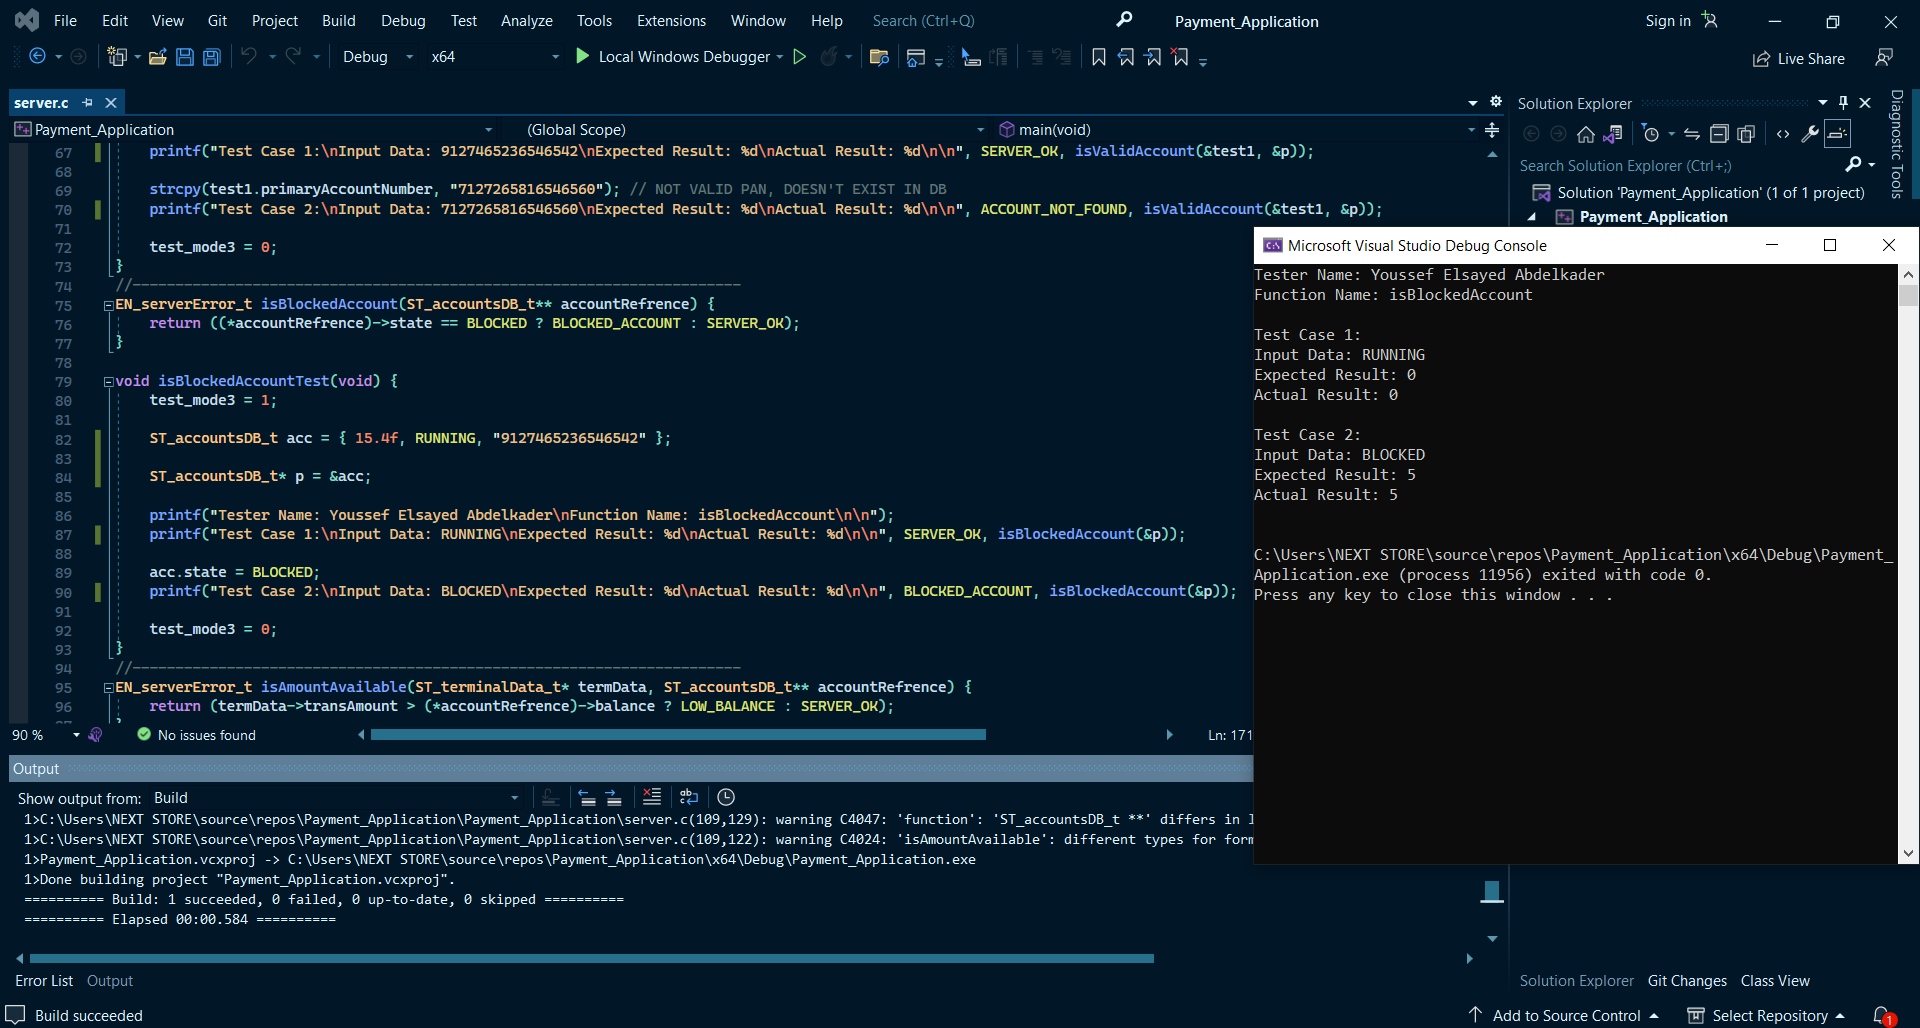 File Edit View Git Project Build Debug Test Analyze Tools Extensions Window Help Search (Ctrl+Q) Payment_Application Sign in
Debug x64 Local Windows Debugger Live Share
server.c
Payment_Application (Global Scope) main(void)
67 printf("Test Case 1:\nInput Data: 9127465236546542\nExpected Result: %d\nActual Result: %d\n\n", SERVER_OK, isValidAccount(&test1, &p));
68
69 strcpy(test1.primaryAccountNumber, "7127265816546560"); // NOT VALID PAN, DOESN'T EXIST IN DB
70 printf("Test Case 2:\nInput Data: 7127265816546560\nExpected Result: %d\nActual Result: %d\n\n", ACCOUNT_NOT_FOUND, isValidAccount(&test1, &p));
71
72 test_mode3 = 0;
73 }
74 //-----------------------------------------------------------------------
75 EN_serverError_t isBlockedAccount(ST_accountsDB_t** accountRefrence) {
76 return ((*accountRefrence)->state == BLOCKED ? BLOCKED_ACCOUNT : SERVER_OK);
77 }
78
79 void isBlockedAccountTest(void) {
80 test_mode3 = 1;
81
82 ST_accountsDB_t acc = { 15.4f, RUNNING, "9127465236546542" };
83
84 ST_accountsDB_t* p = &acc;
85
86 printf("Tester Name: Youssef Elsayed Abdelkader\nFunction Name: isBlockedAccount\n\n");
87 printf("Test Case 1:\nInput Data: RUNNING\nExpected Result: %d\nActual Result: %d\n\n", SERVER_OK, isBlockedAccount(&p));
88
89 acc.state = BLOCKED;
90 printf("Test Case 2:\nInput Data: BLOCKED\nExpected Result: %d\nActual Result: %d\n\n", BLOCKED_ACCOUNT, isBlockedAccount(&p));
91
92 test_mode3 = 0;
93 }
94 //-----------------------------------------------------------------------
95 EN_serverError_t isAmountAvailable(ST_terminalData_t* termData, ST_accountsDB_t** accountRefrence) {
96 return (termData->transAmount > (*accountRefrence)->balance ? LOW_BALANCE : SERVER_OK);
90 % No issues found Ln: 171
Output
Show output from: Build
1>C:\Users\NEXT STORE\source\repos\Payment_Application\Payment_Application\server.c(109,129): warning C4047: 'function': 'ST_accountsDB_t **' differs in
1>C:\Users\NEXT STORE\source\repos\Payment_Application\Payment_Application\server.c(109,122): warning C4024: 'isAmountAvailable': different types for
1>Payment_Application.vcxproj -> C:\Users\NEXT STORE\source\repos\Payment_Application\x64\Debug\Payment_Application.exe
1>Done building project "Payment_Application.vcxproj".
========== Build: 1 succeeded, 0 failed, 0 up-to-date, 0 skipped ==========
========== Elapsed 00:00.584 ==========
Error List Output
Build succeeded
Solution Explorer
Search Solution Explorer (Ctrl+;)
Solution 'Payment_Application' (1 of 1 project)
Payment_Application
Diagnostic Tools
Microsoft Visual Studio Debug Console
Tester Name: Youssef Elsayed Abdelkader
Function Name: isBlockedAccount
Test Case 1:
Input Data: RUNNING
Expected Result: 0
Actual Result: 0
Test Case 2:
Input Data: BLOCKED
Expected Result: 5
Actual Result: 5
C:\Users\NEXT STORE\source\repos\Payment_Application\x64\Debug\Payment_
Application.exe (process 11956) exited with code 0.
Press any key to close this window . . .
Solution Explorer Git Changes Class View
Add to Source Control Select Repository 1